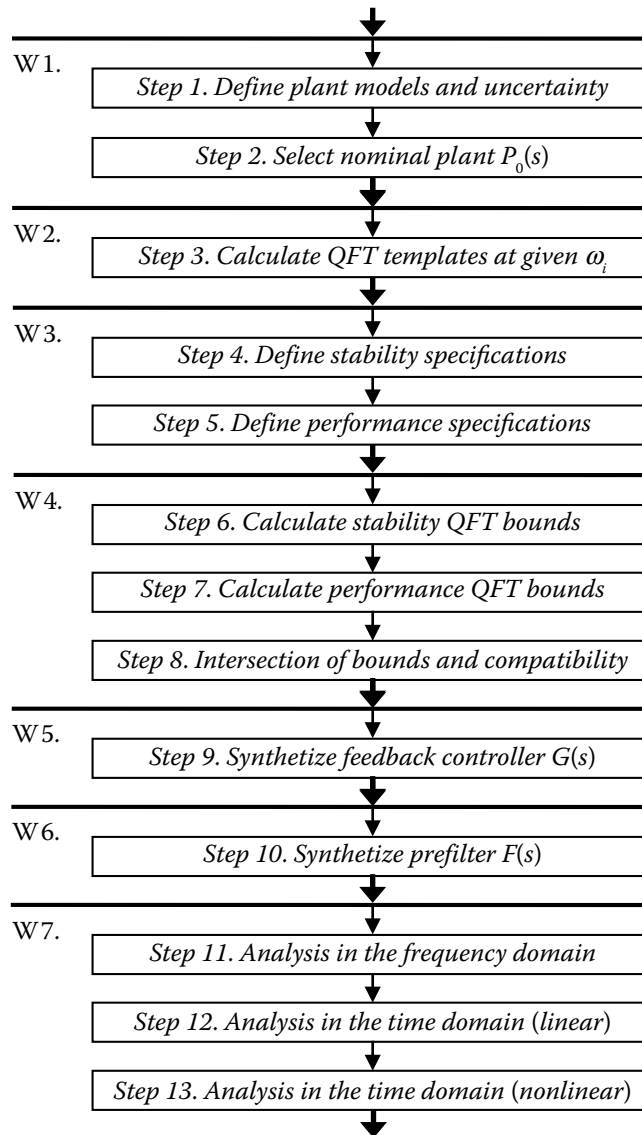 W1.
Step 1. Define plant models and uncertainty
Step 2. Select nominal plant P₀(s)
W2.
Step 3. Calculate QFT templates at given ωᵢ
W3.
Step 4. Define stability specifications
Step 5. Define performance specifications
W4.
Step 6. Calculate stability QFT bounds
Step 7. Calculate performance QFT bounds
Step 8. Intersection of bounds and compatibility
W5.
Step 9. Synthetize feedback controller G(s)
W6.
Step 10. Synthetize prefilter F(s)
W7.
Step 11. Analysis in the frequency domain
Step 12. Analysis in the time domain (linear)
Step 13. Analysis in the time domain (nonlinear)